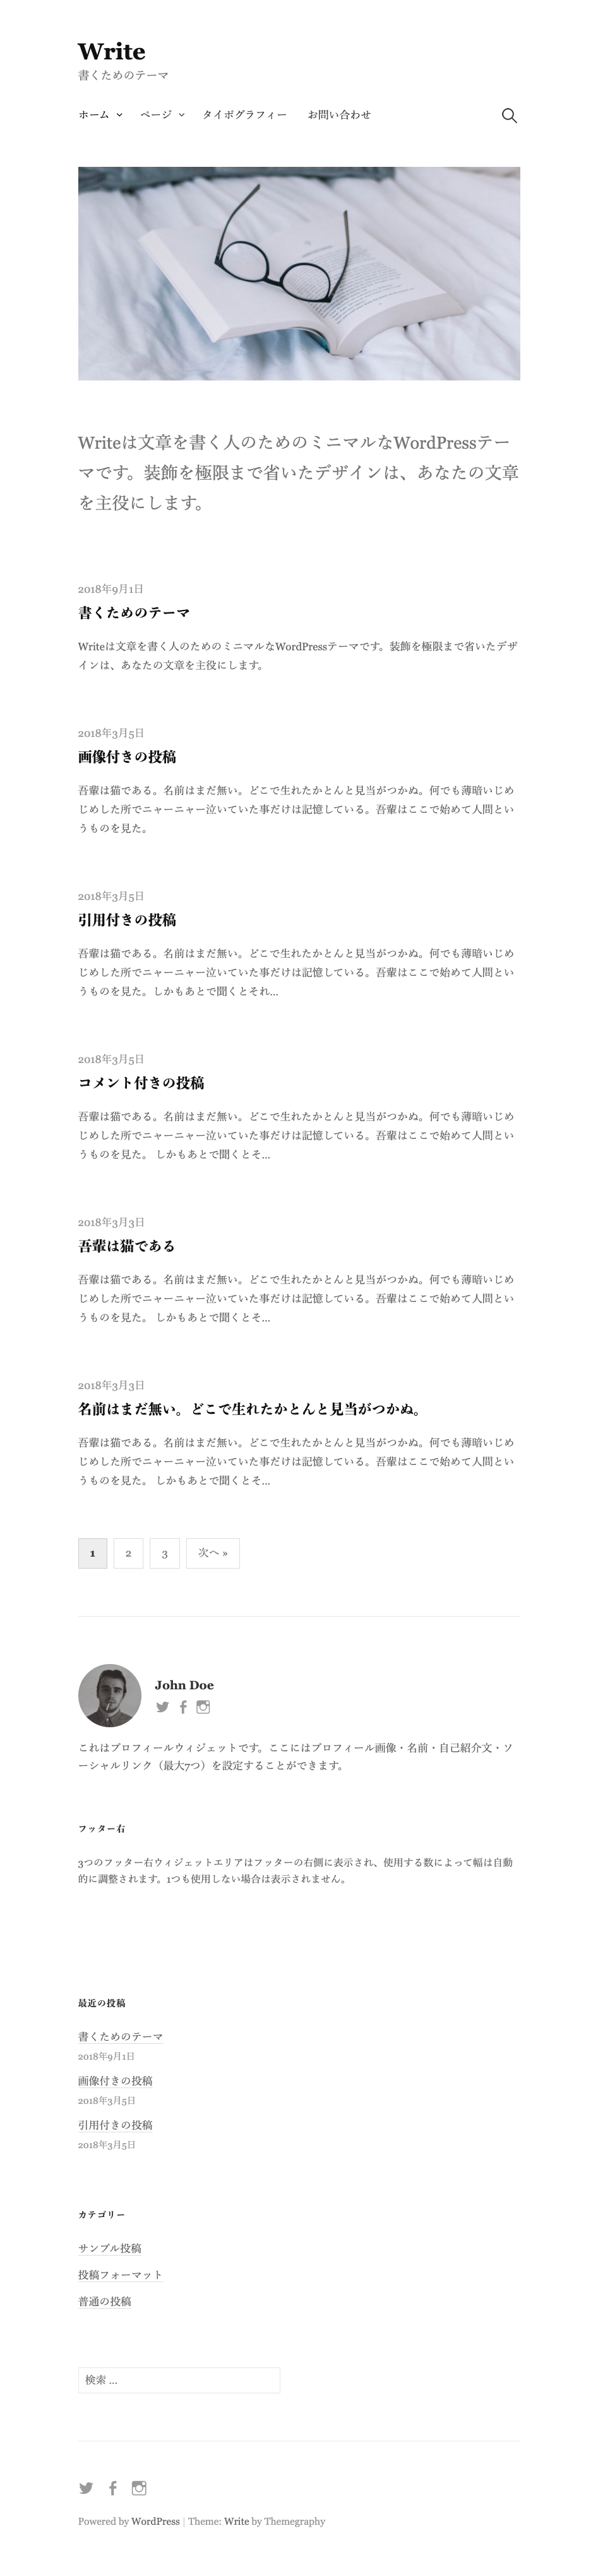 Write
書くためのテーマ
ホーム ページ タイポグラフィー お問い合わせ
Writeは文章を書く人のためのミニマルなWordPressテー
マです。装飾を極限まで省いたデザインは、あなたの文章
を主役にします。
2018年9月1日
書くためのテーマ
Writeは文章を書く人のためのミニマルなWordPressテーマです。装飾を極限まで省いたデザ
インは、あなたの文章を主役にします。
2018年3月5日
画像付きの投稿
吾輩は猫である。名前はまだ無い。どこで生れたかとんと見当がつかぬ。何でも薄暗いじめ
じめした所でニャーニャー泣いていた事だけは記憶している。吾輩はここで始めて人間とい
うものを見た。
2018年3月5日
引用付きの投稿
吾輩は猫である。名前はまだ無い。どこで生れたかとんと見当がつかぬ。何でも薄暗いじめ
じめした所でニャーニャー泣いていた事だけは記憶している。吾輩はここで始めて人間とい
うものを見た。しかもあとで聞くとそれ…
2018年3月5日
コメント付きの投稿
吾輩は猫である。名前はまだ無い。どこで生れたかとんと見当がつかぬ。何でも薄暗いじめ
じめした所でニャーニャー泣いていた事だけは記憶している。吾輩はここで始めて人間とい
うものを見た。 しかもあとで聞くとそ…
2018年3月3日
吾輩は猫である
吾輩は猫である。名前はまだ無い。どこで生れたかとんと見当がつかぬ。何でも薄暗いじめ
じめした所でニャーニャー泣いていた事だけは記憶している。吾輩はここで始めて人間とい
うものを見た。 しかもあとで聞くとそ…
2018年3月3日
名前はまだ無い。どこで生れたかとんと見当がつかぬ。
吾輩は猫である。名前はまだ無い。どこで生れたかとんと見当がつかぬ。何でも薄暗いじめ
じめした所でニャーニャー泣いていた事だけは記憶している。吾輩はここで始めて人間とい
うものを見た。 しかもあとで聞くとそ…
1 2 3 次へ »
John Doe
これはプロフィールウィジェットです。ここにはプロフィール画像・名前・自己紹介文・ソ
ーシャルリンク（最大7つ）を設定することができます。
フッター右
3つのフッター右ウィジェットエリアはフッターの右側に表示され、使用する数によって幅は自動
的に調整されます。1つも使用しない場合は表示されません。
最近の投稿
書くためのテーマ
2018年9月1日
画像付きの投稿
2018年3月5日
引用付きの投稿
2018年3月5日
カテゴリー
サンプル投稿
投稿フォーマット
普通の投稿
検索 …
Powered by WordPress | Theme: Write by Themegraphy